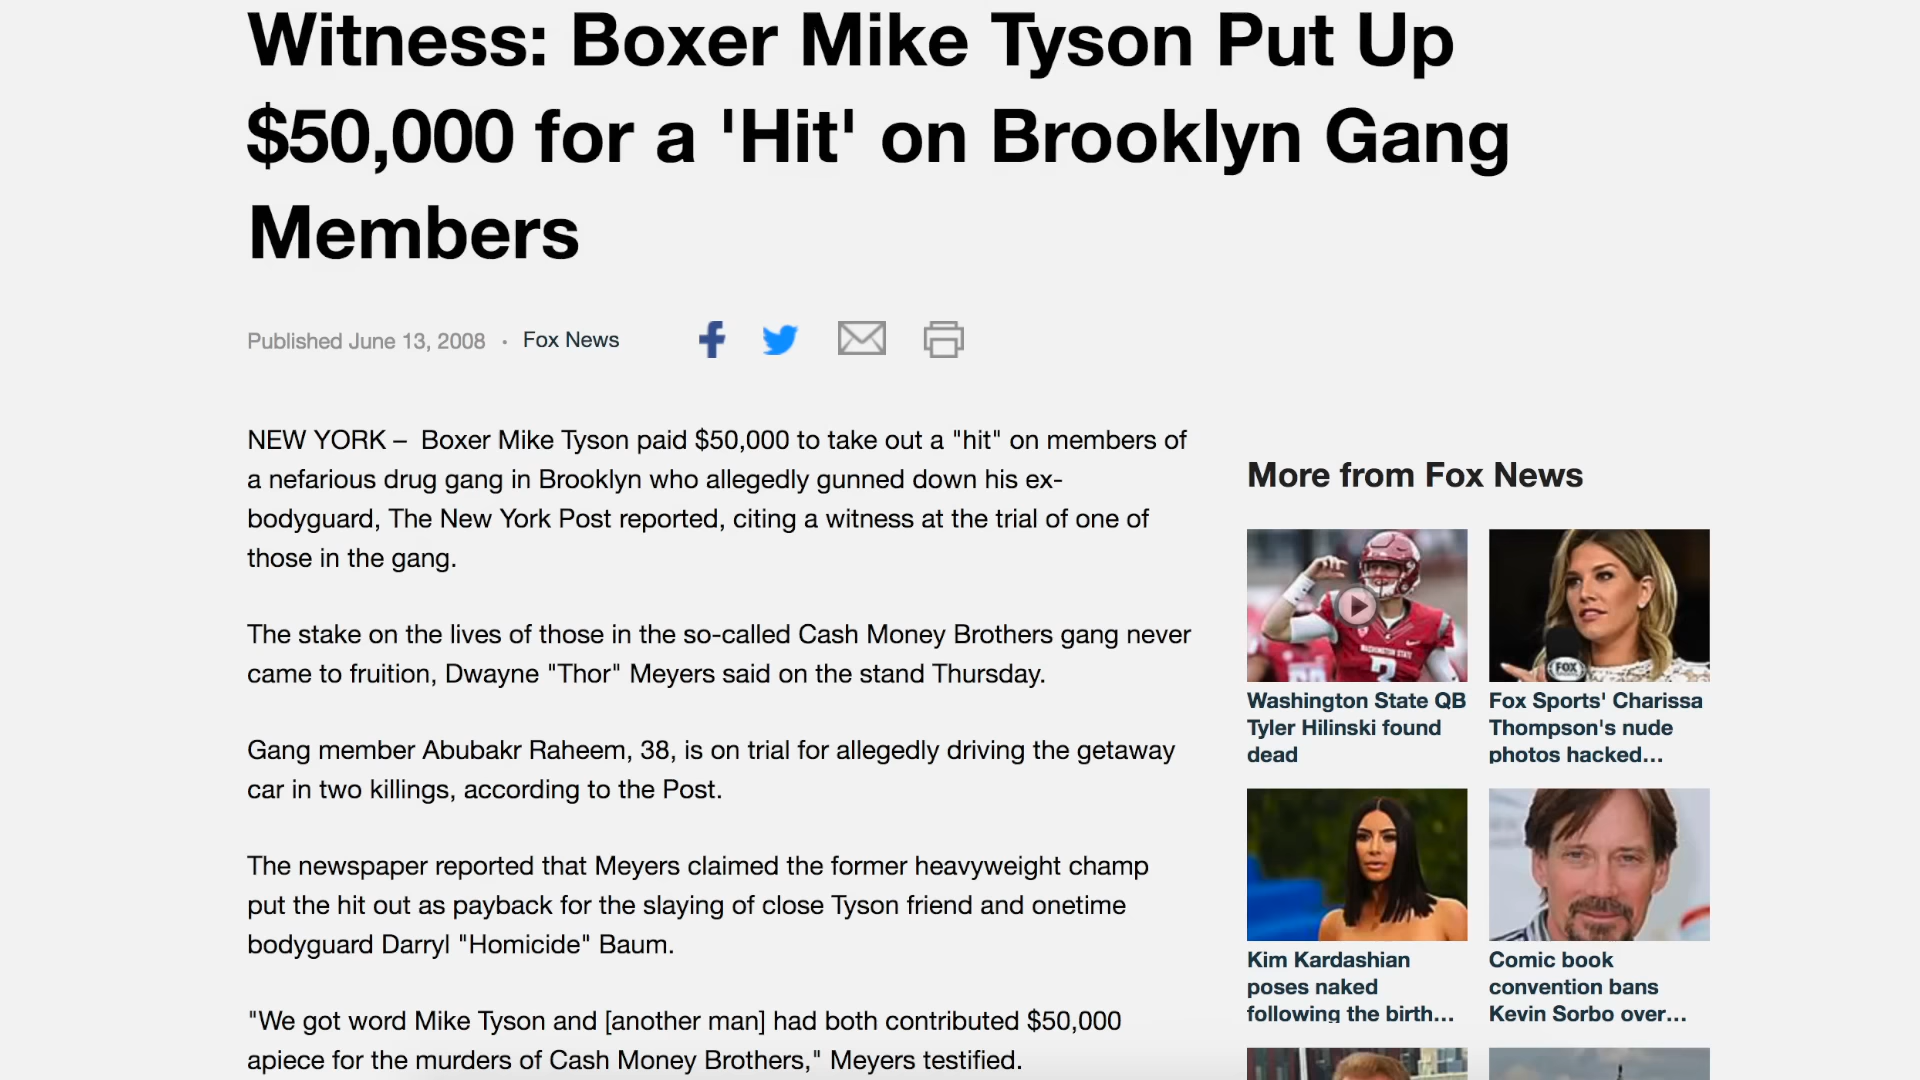 Witness: Boxer Mike Tyson Put Up
$50,000 for a 'Hit' on Brooklyn Gang
Members
Published June 13, 2008 · Fox News
NEW YORK –  Boxer Mike Tyson paid $50,000 to take out a "hit" on members of
a nefarious drug gang in Brooklyn who allegedly gunned down his ex-
bodyguard, The New York Post reported, citing a witness at the trial of one of
those in the gang.
The stake on the lives of those in the so-called Cash Money Brothers gang never
came to fruition, Dwayne "Thor" Meyers said on the stand Thursday.
Gang member Abubakr Raheem, 38, is on trial for allegedly driving the getaway
car in two killings, according to the Post.
The newspaper reported that Meyers claimed the former heavyweight champ
put the hit out as payback for the slaying of close Tyson friend and onetime
bodyguard Darryl "Homicide" Baum.
"We got word Mike Tyson and [another man] had both contributed $50,000
apiece for the murders of Cash Money Brothers," Meyers testified.
More from Fox News
WASHINGTON STATE
FOX
Washington State QB
Tyler Hilinski found
dead
Fox Sports' Charissa
Thompson's nude
photos hacked...
Kim Kardashian
poses naked
following the birth...
Comic book
convention bans
Kevin Sorbo over...